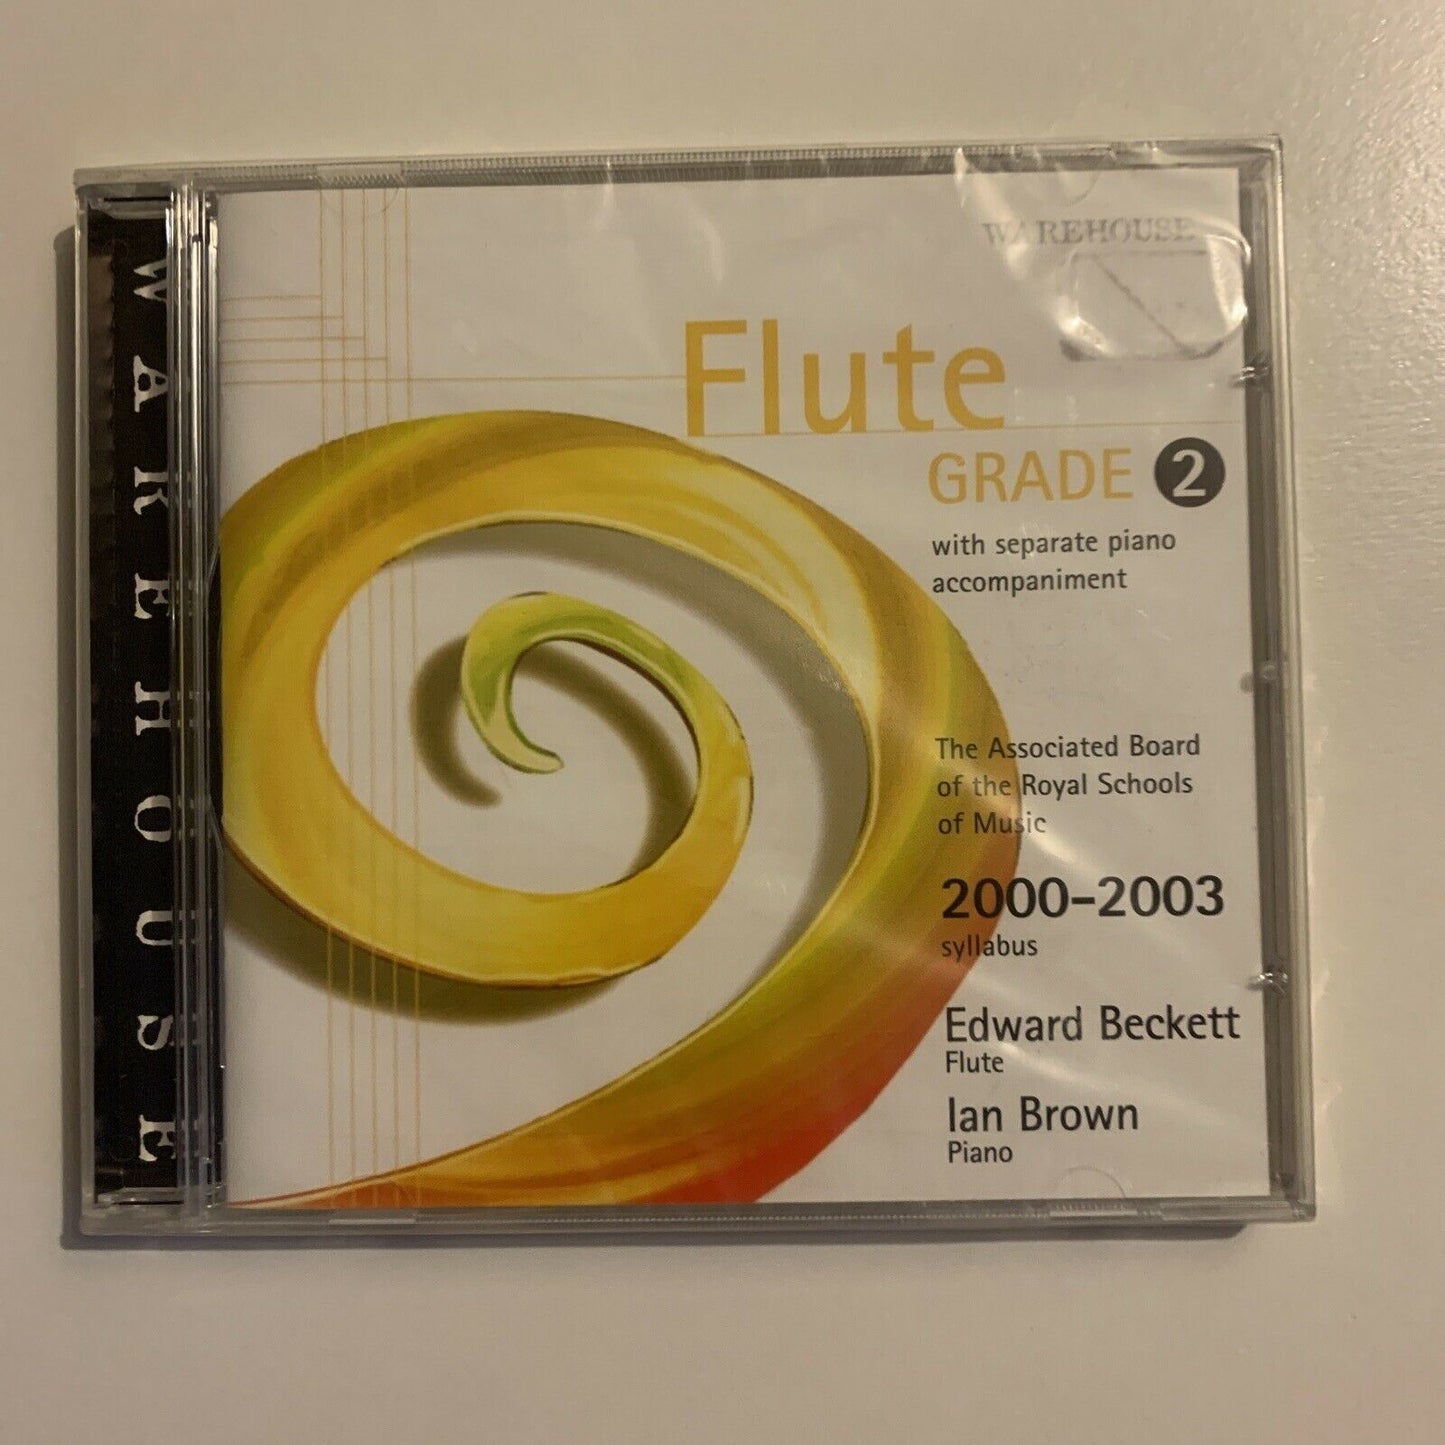 WAREHOUSE
WAREHOUSE
Flute
GRADE 2
with separate piano
accompaniment
The Associated Board
of the Royal Schools
of Music
2000-2003
syllabus
Edward Beckett
Flute
Ian Brown
Piano